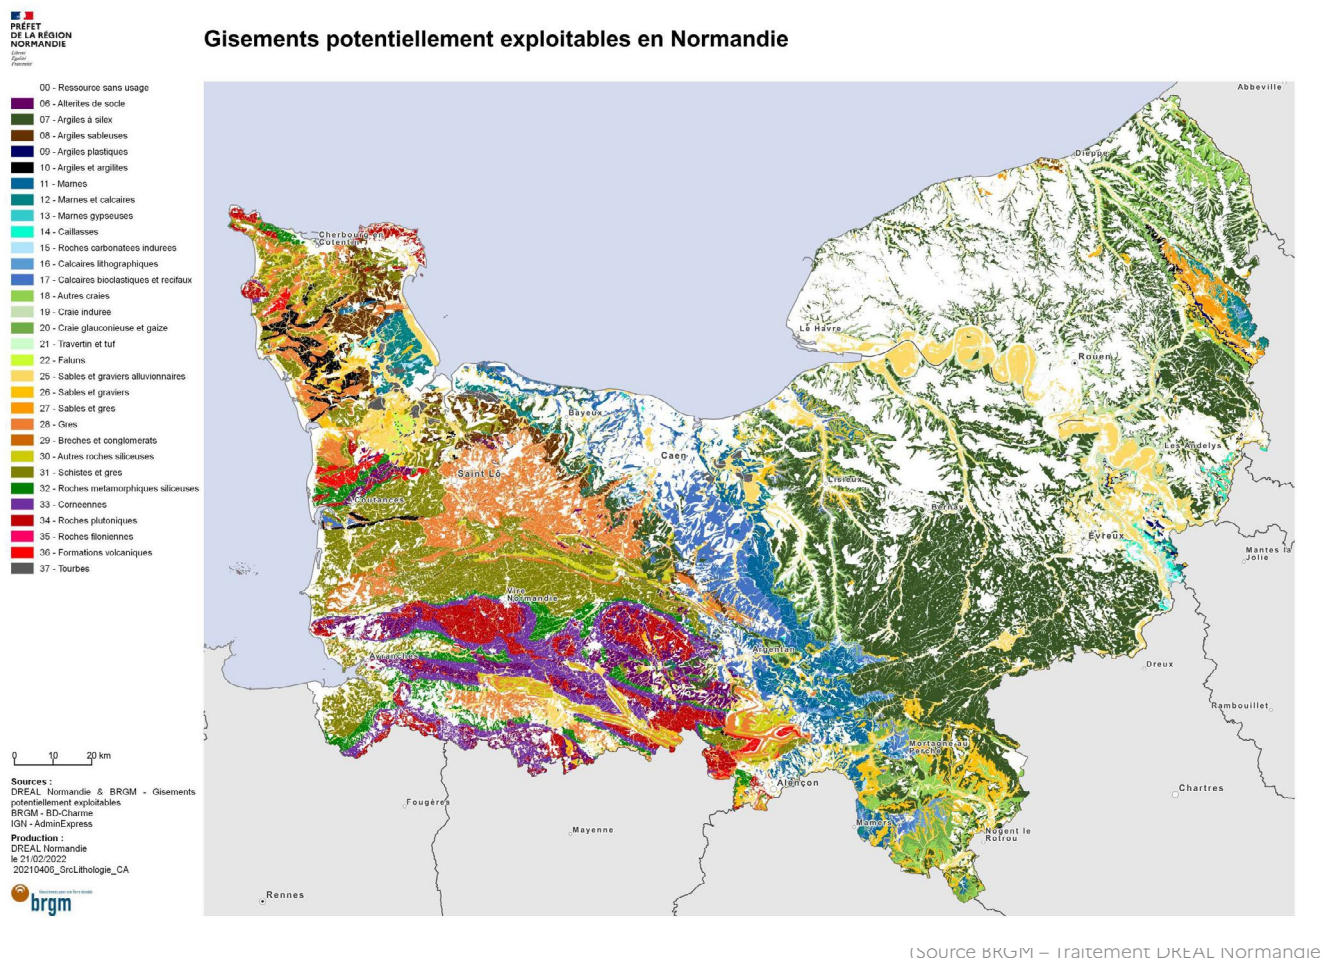 PRÉFET
DE LA RÉGION
NORMANDIE
Liberté
Égalité
Fraternité
Gisements potentiellement exploitables en Normandie
00 - Ressource sans usage
06 - Alterites de socle
07 - Argiles à silex
08 - Argiles sableuses
09 - Argiles plastiques
10 - Argiles et argilites
11 - Marnes
12 - Marnes et calcaires
13 - Marnes gypseuses
14 - Caillasses
15 - Roches carbonatees indurees
16 - Calcaires lithographiques
17 - Calcaires bioclastiques et recifaux
18 - Autres craies
19 - Craie induree
20 - Craie glauconieuse et gaize
21 - Travertin et tuf
22 - Faluns
25 - Sables et graviers alluvionnaires
26 - Sables et graviers
27 - Sables et gres
28 - Gres
29 - Breches et conglomerats
30 - Autres roches siliceuses
31 - Schistes et gres
32 - Roches metamorphiques siliceuses
33 - Corneennes
34 - Roches plutoniques
35 - Roches filoniennes
36 - Formations volcaniques
37 - Tourbes
Abbeville
Dieppe
Cherbourg en
Cotentin
Le Havre
Rouen
Bayeux
Les Andelys
Caen
Saint Lô
Lisieux
Coutances
Bernay
Évreux
Mantes la
Jolie
Vire
Normandie
Argentan
Avranches
Dreux
Rambouillet
Mortagne au
Perche
Alençon
Chartres
Fougères
Mamers
Mayenne
Nogent le
Rotrou
Rennes
0 10 20 km
Sources :
DREAL Normandie & BRGM - Gisements
potentiellement exploitables
BRGM - BD-Charme
IGN - AdminExpress
Production :
DREAL Normandie
le 21/02/2022
20210406_SrcLithologie_CA
brgm
(Source BRGM – Traitement DREAL Normandie